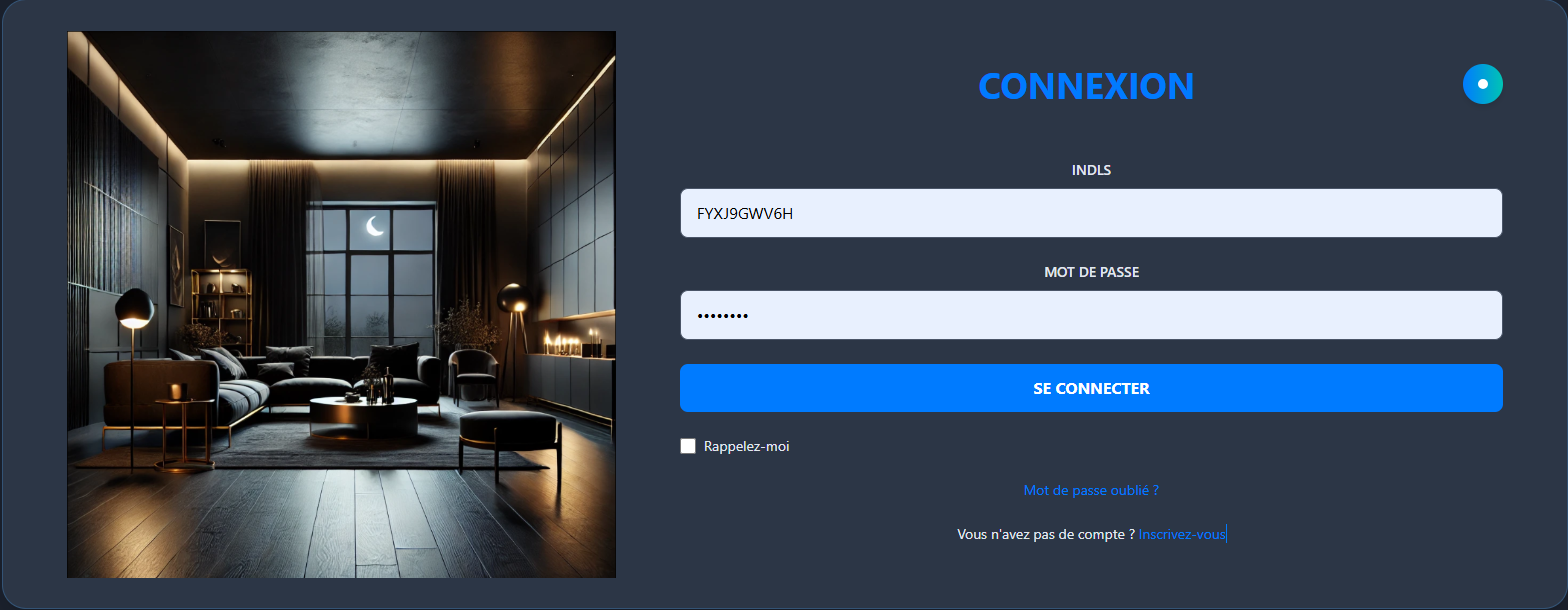 CONNEXION
INDLS
FYXJ9GWV6H
MOT DE PASSE
••••••••
SE CONNECTER
Rappelez-moi
Mot de passe oublié ?
Vous n'avez pas de compte ? Inscrivez-vous